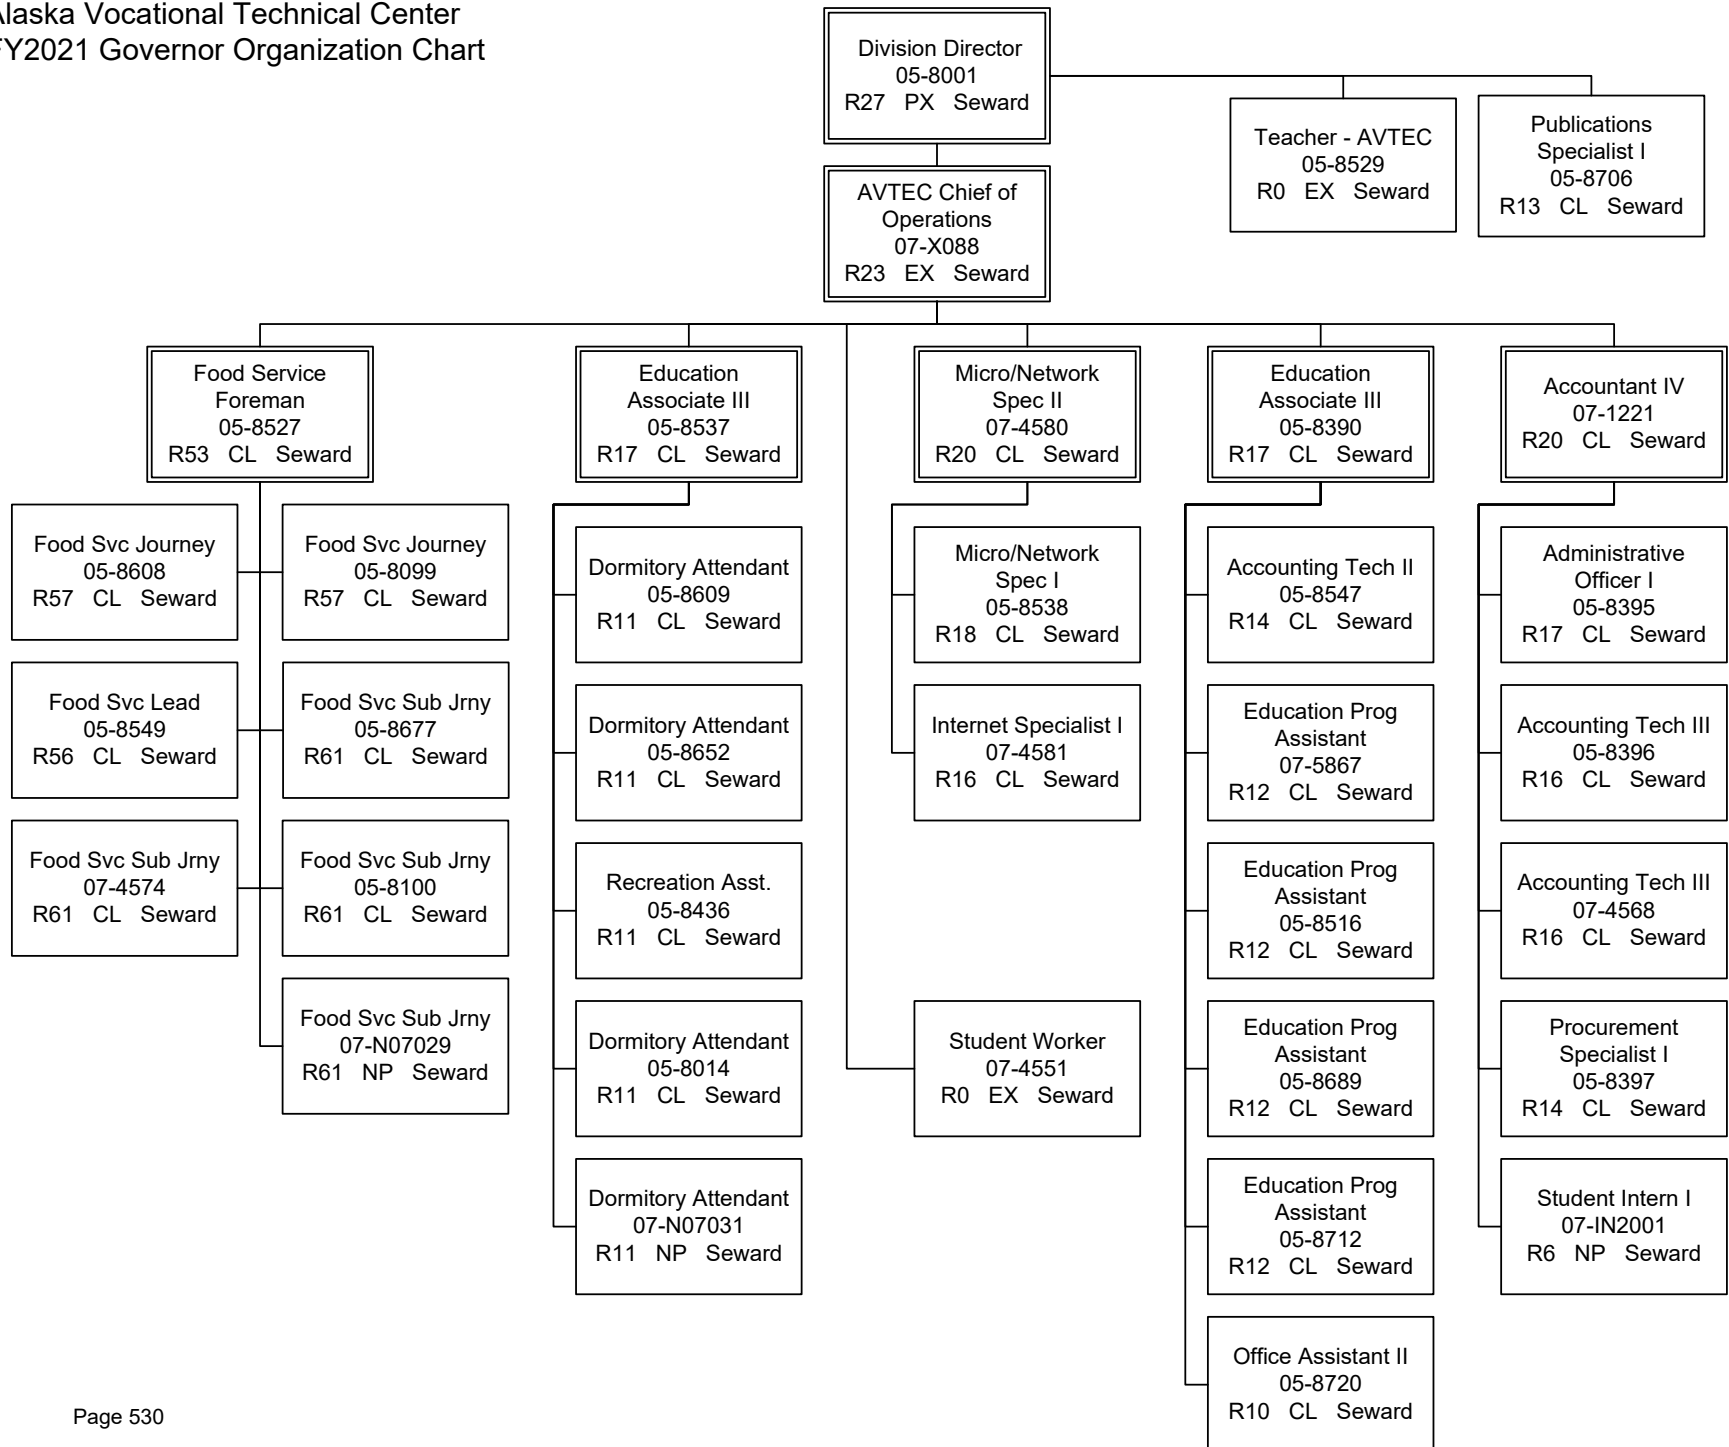 Alaska Vocational Technical Center
FY2021 Governor Organization Chart
Division Director
05-8001
R27 PX Seward
Teacher - AVTEC
05-8529
R0 EX Seward
Publications
Specialist I
05-8706
R13 CL Seward
AVTEC Chief of
Operations
07-X088
R23 EX Seward
Food Service
Foreman
05-8527
R53 CL Seward
Education
Associate III
05-8537
R17 CL Seward
Micro/Network
Spec II
07-4580
R20 CL Seward
Education
Associate III
05-8390
R17 CL Seward
Accountant IV
07-1221
R20 CL Seward
Food Svc Journey
05-8608
R57 CL Seward
Food Svc Journey
05-8099
R57 CL Seward
Food Svc Lead
05-8549
R56 CL Seward
Food Svc Sub Jrny
05-8677
R61 CL Seward
Food Svc Sub Jrny
07-4574
R61 CL Seward
Food Svc Sub Jrny
05-8100
R61 CL Seward
Food Svc Sub Jrny
07-N07029
R61 NP Seward
Dormitory Attendant
05-8609
R11 CL Seward
Dormitory Attendant
05-8652
R11 CL Seward
Recreation Asst.
05-8436
R11 CL Seward
Dormitory Attendant
05-8014
R11 CL Seward
Dormitory Attendant
07-N07031
R11 NP Seward
Micro/Network
Spec I
05-8538
R18 CL Seward
Internet Specialist I
07-4581
R16 CL Seward
Student Worker
07-4551
R0 EX Seward
Accounting Tech II
05-8547
R14 CL Seward
Education Prog
Assistant
07-5867
R12 CL Seward
Education Prog
Assistant
05-8516
R12 CL Seward
Education Prog
Assistant
05-8689
R12 CL Seward
Education Prog
Assistant
05-8712
R12 CL Seward
Office Assistant II
05-8720
R10 CL Seward
Administrative
Officer I
05-8395
R17 CL Seward
Accounting Tech III
05-8396
R16 CL Seward
Accounting Tech III
07-4568
R16 CL Seward
Procurement
Specialist I
05-8397
R14 CL Seward
Student Intern I
07-IN2001
R6 NP Seward
Page 530